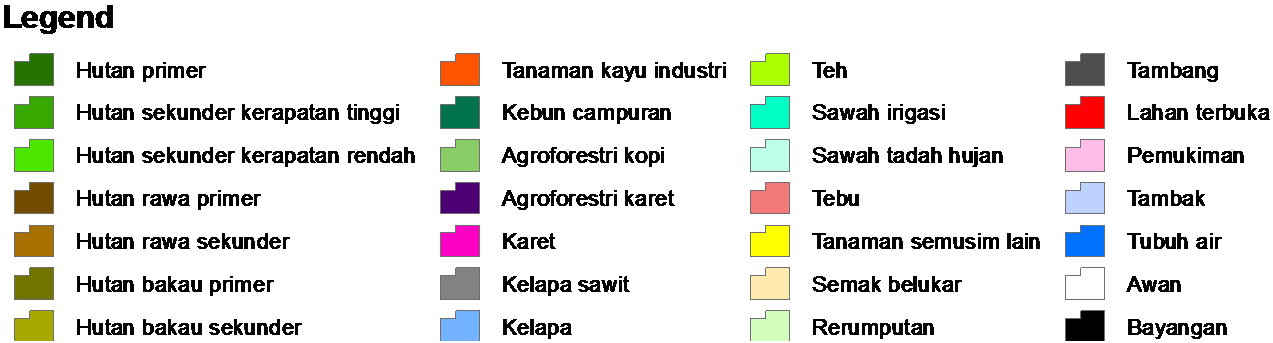 Legend
Hutan primer
Hutan sekunder kerapatan tinggi
Hutan sekunder kerapatan rendah
Hutan rawa primer
Hutan rawa sekunder
Hutan bakau primer
Hutan bakau sekunder
Tanaman kayu industri
Kebun campuran
Agroforestri kopi
Agroforestri karet
Karet
Kelapa sawit
Kelapa
Teh
Sawah irigasi
Sawah tadah hujan
Tebu
Tanaman semusim lain
Semak belukar
Rerumputan
Tambang
Lahan terbuka
Pemukiman
Tambak
Tubuh air
Awan
Bayangan